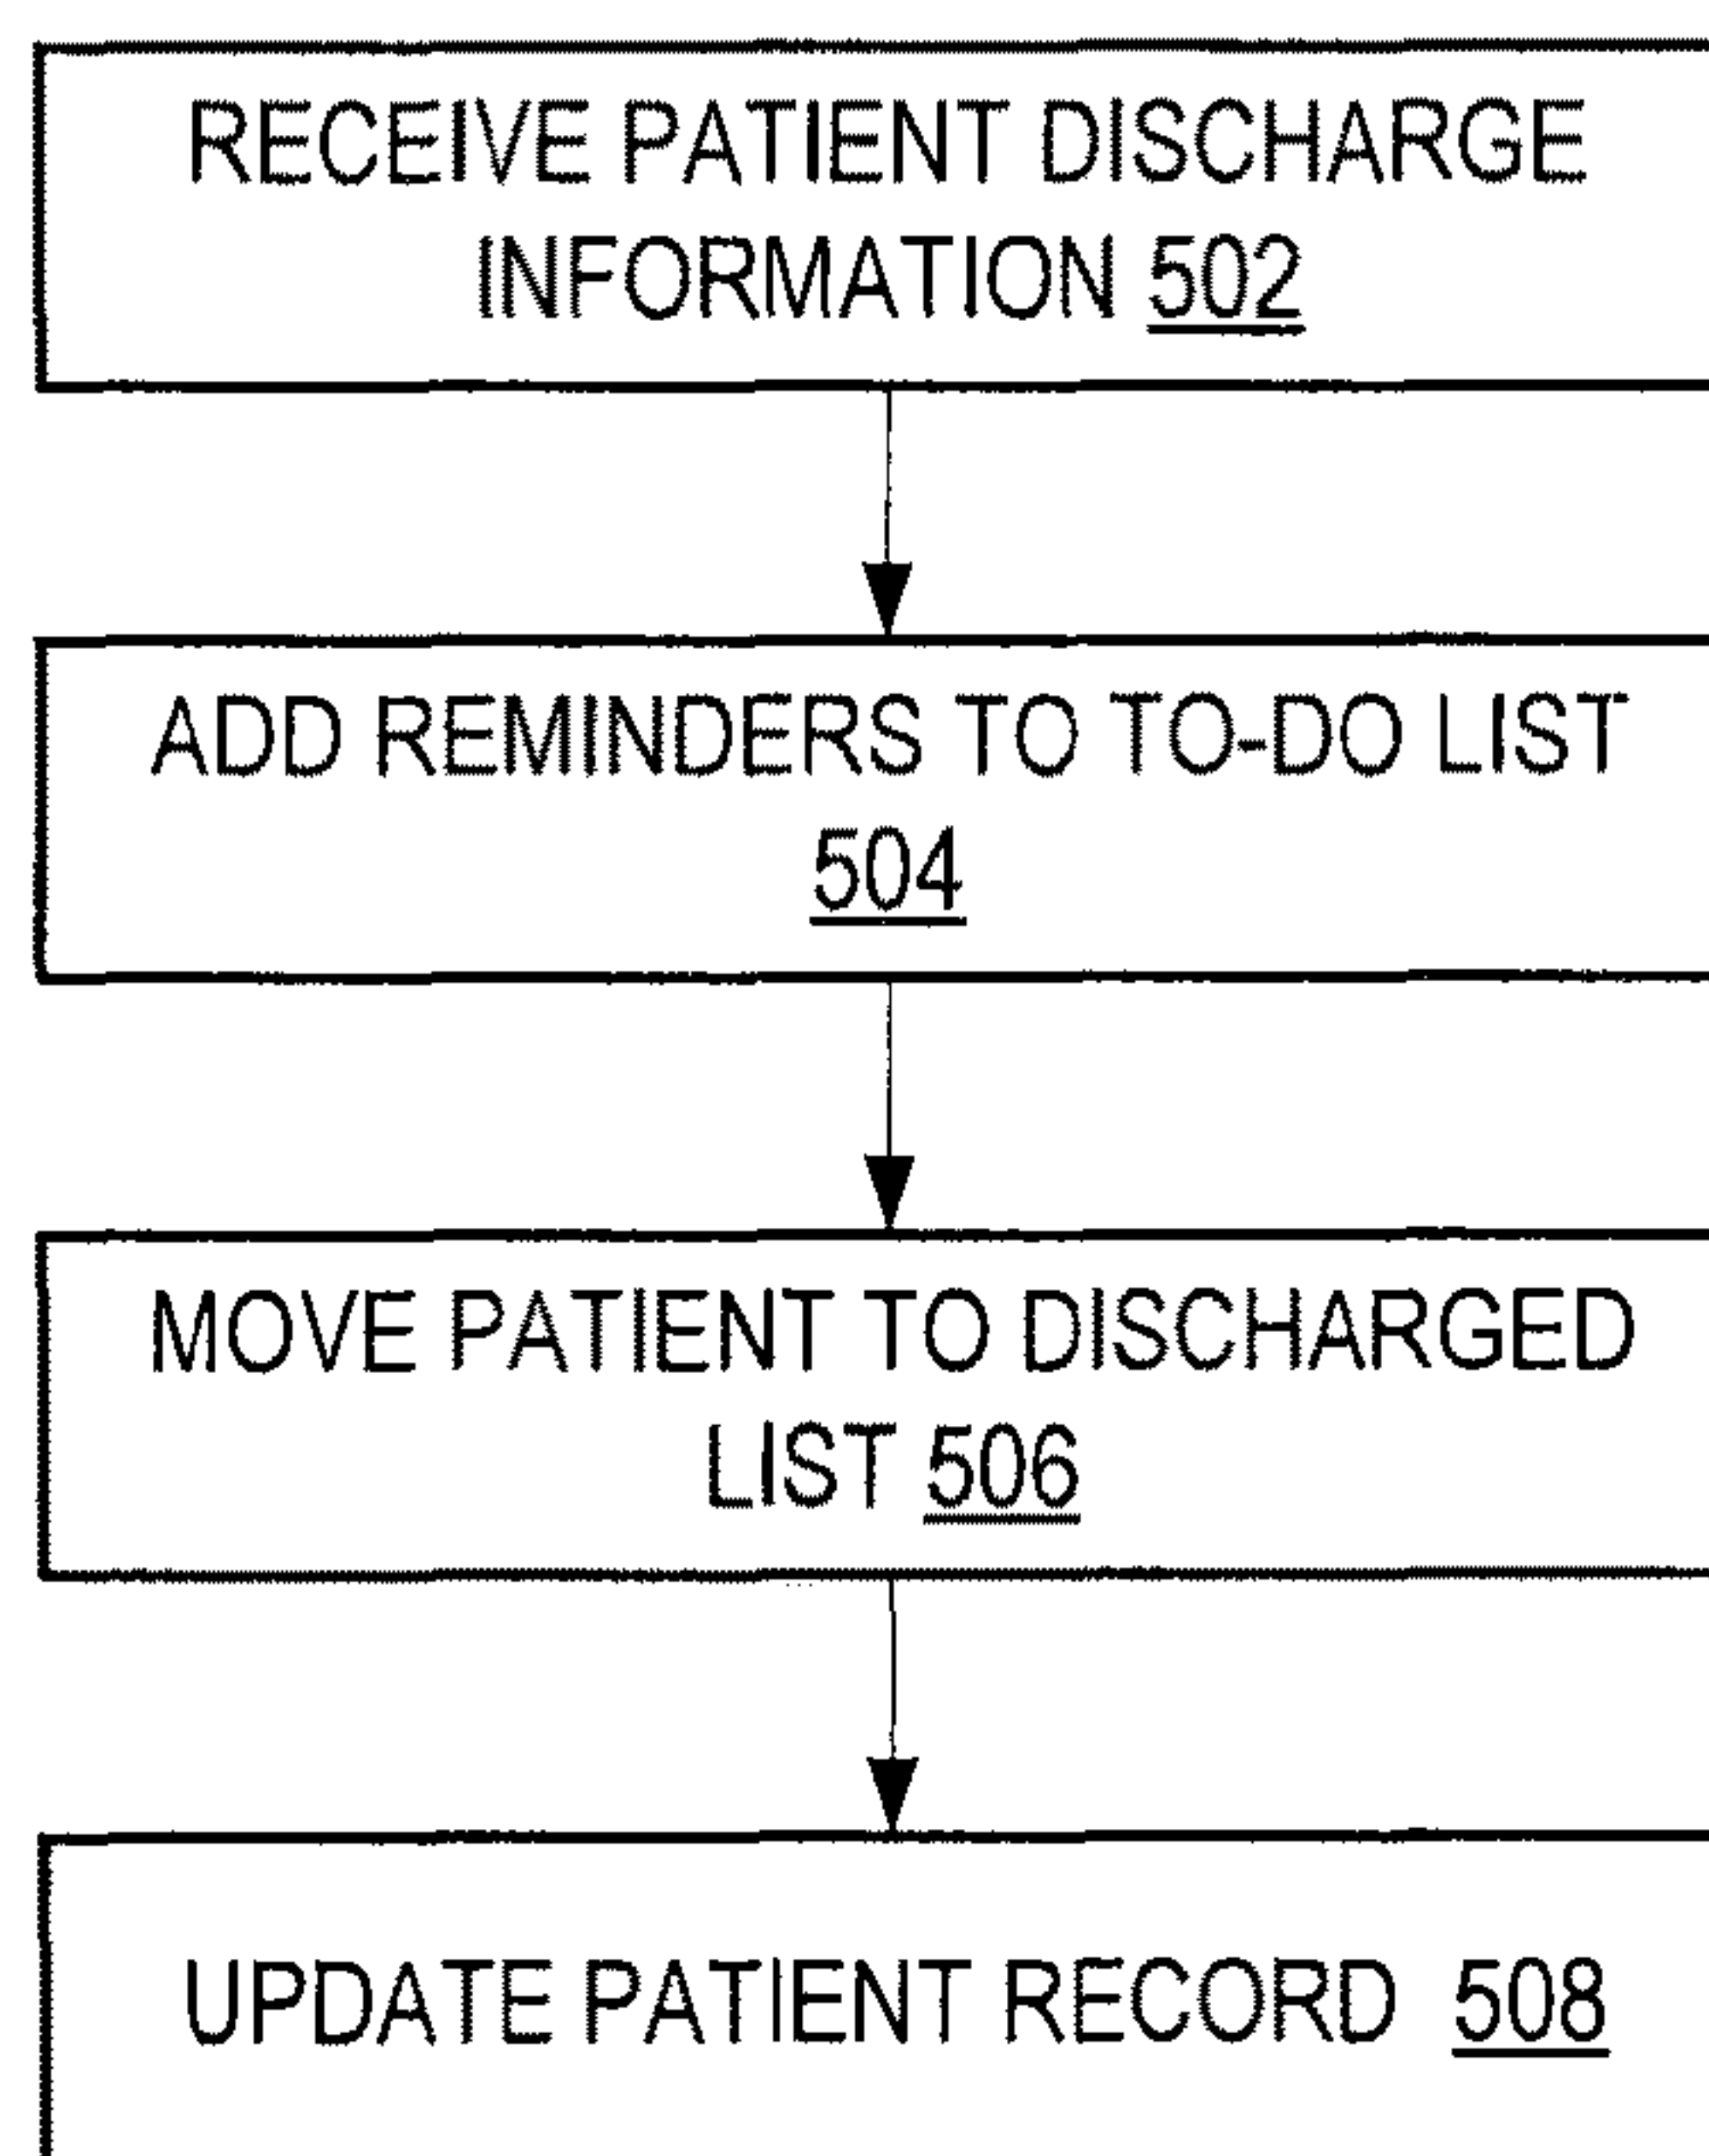 RECEIVE PATIENT DISCHARGE
INFORMATION 502
ADD REMINDERS TO TO-DO LIST
504
MOVE PATIENT TO DISCHARGED
LIST 506
UPDATE PATIENT RECORD 508